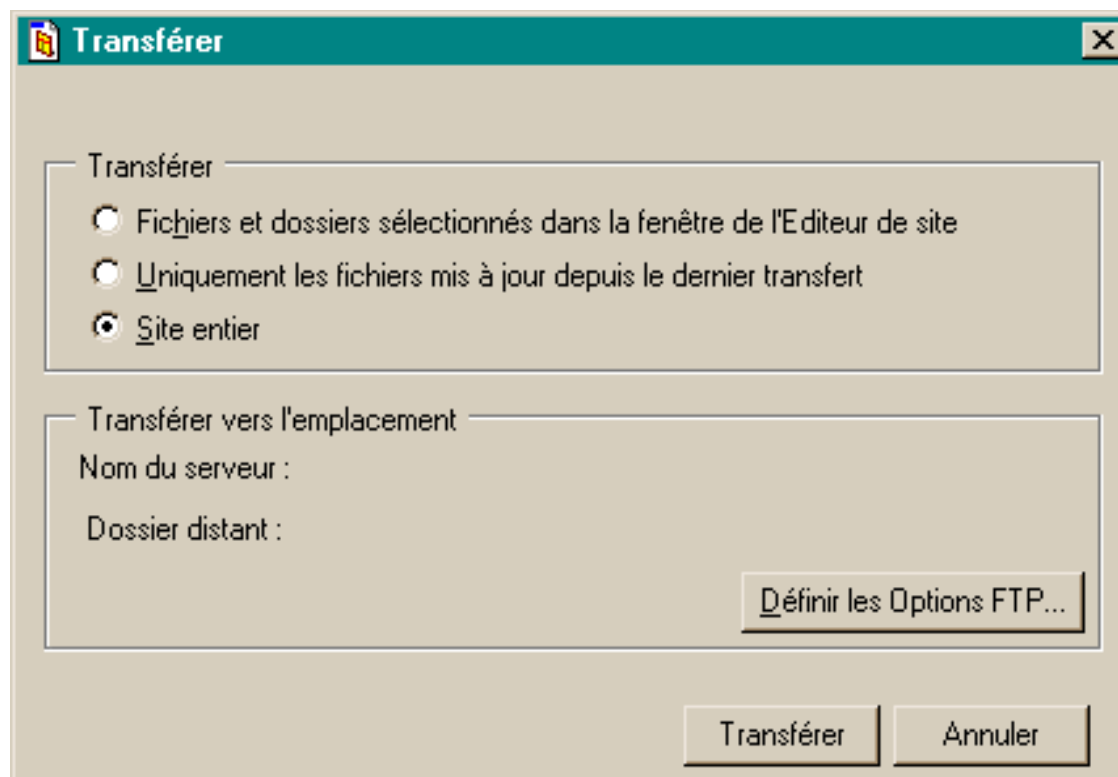 Transférer
Transférer
Fichiers et dossiers sélectionnés dans la fenêtre de l'Editeur de site
Uniquement les fichiers mis à jour depuis le dernier transfert
Site entier
Transférer vers l'emplacement
Nom du serveur :
Dossier distant :
Définir les Options FTP...
Transférer Annuler